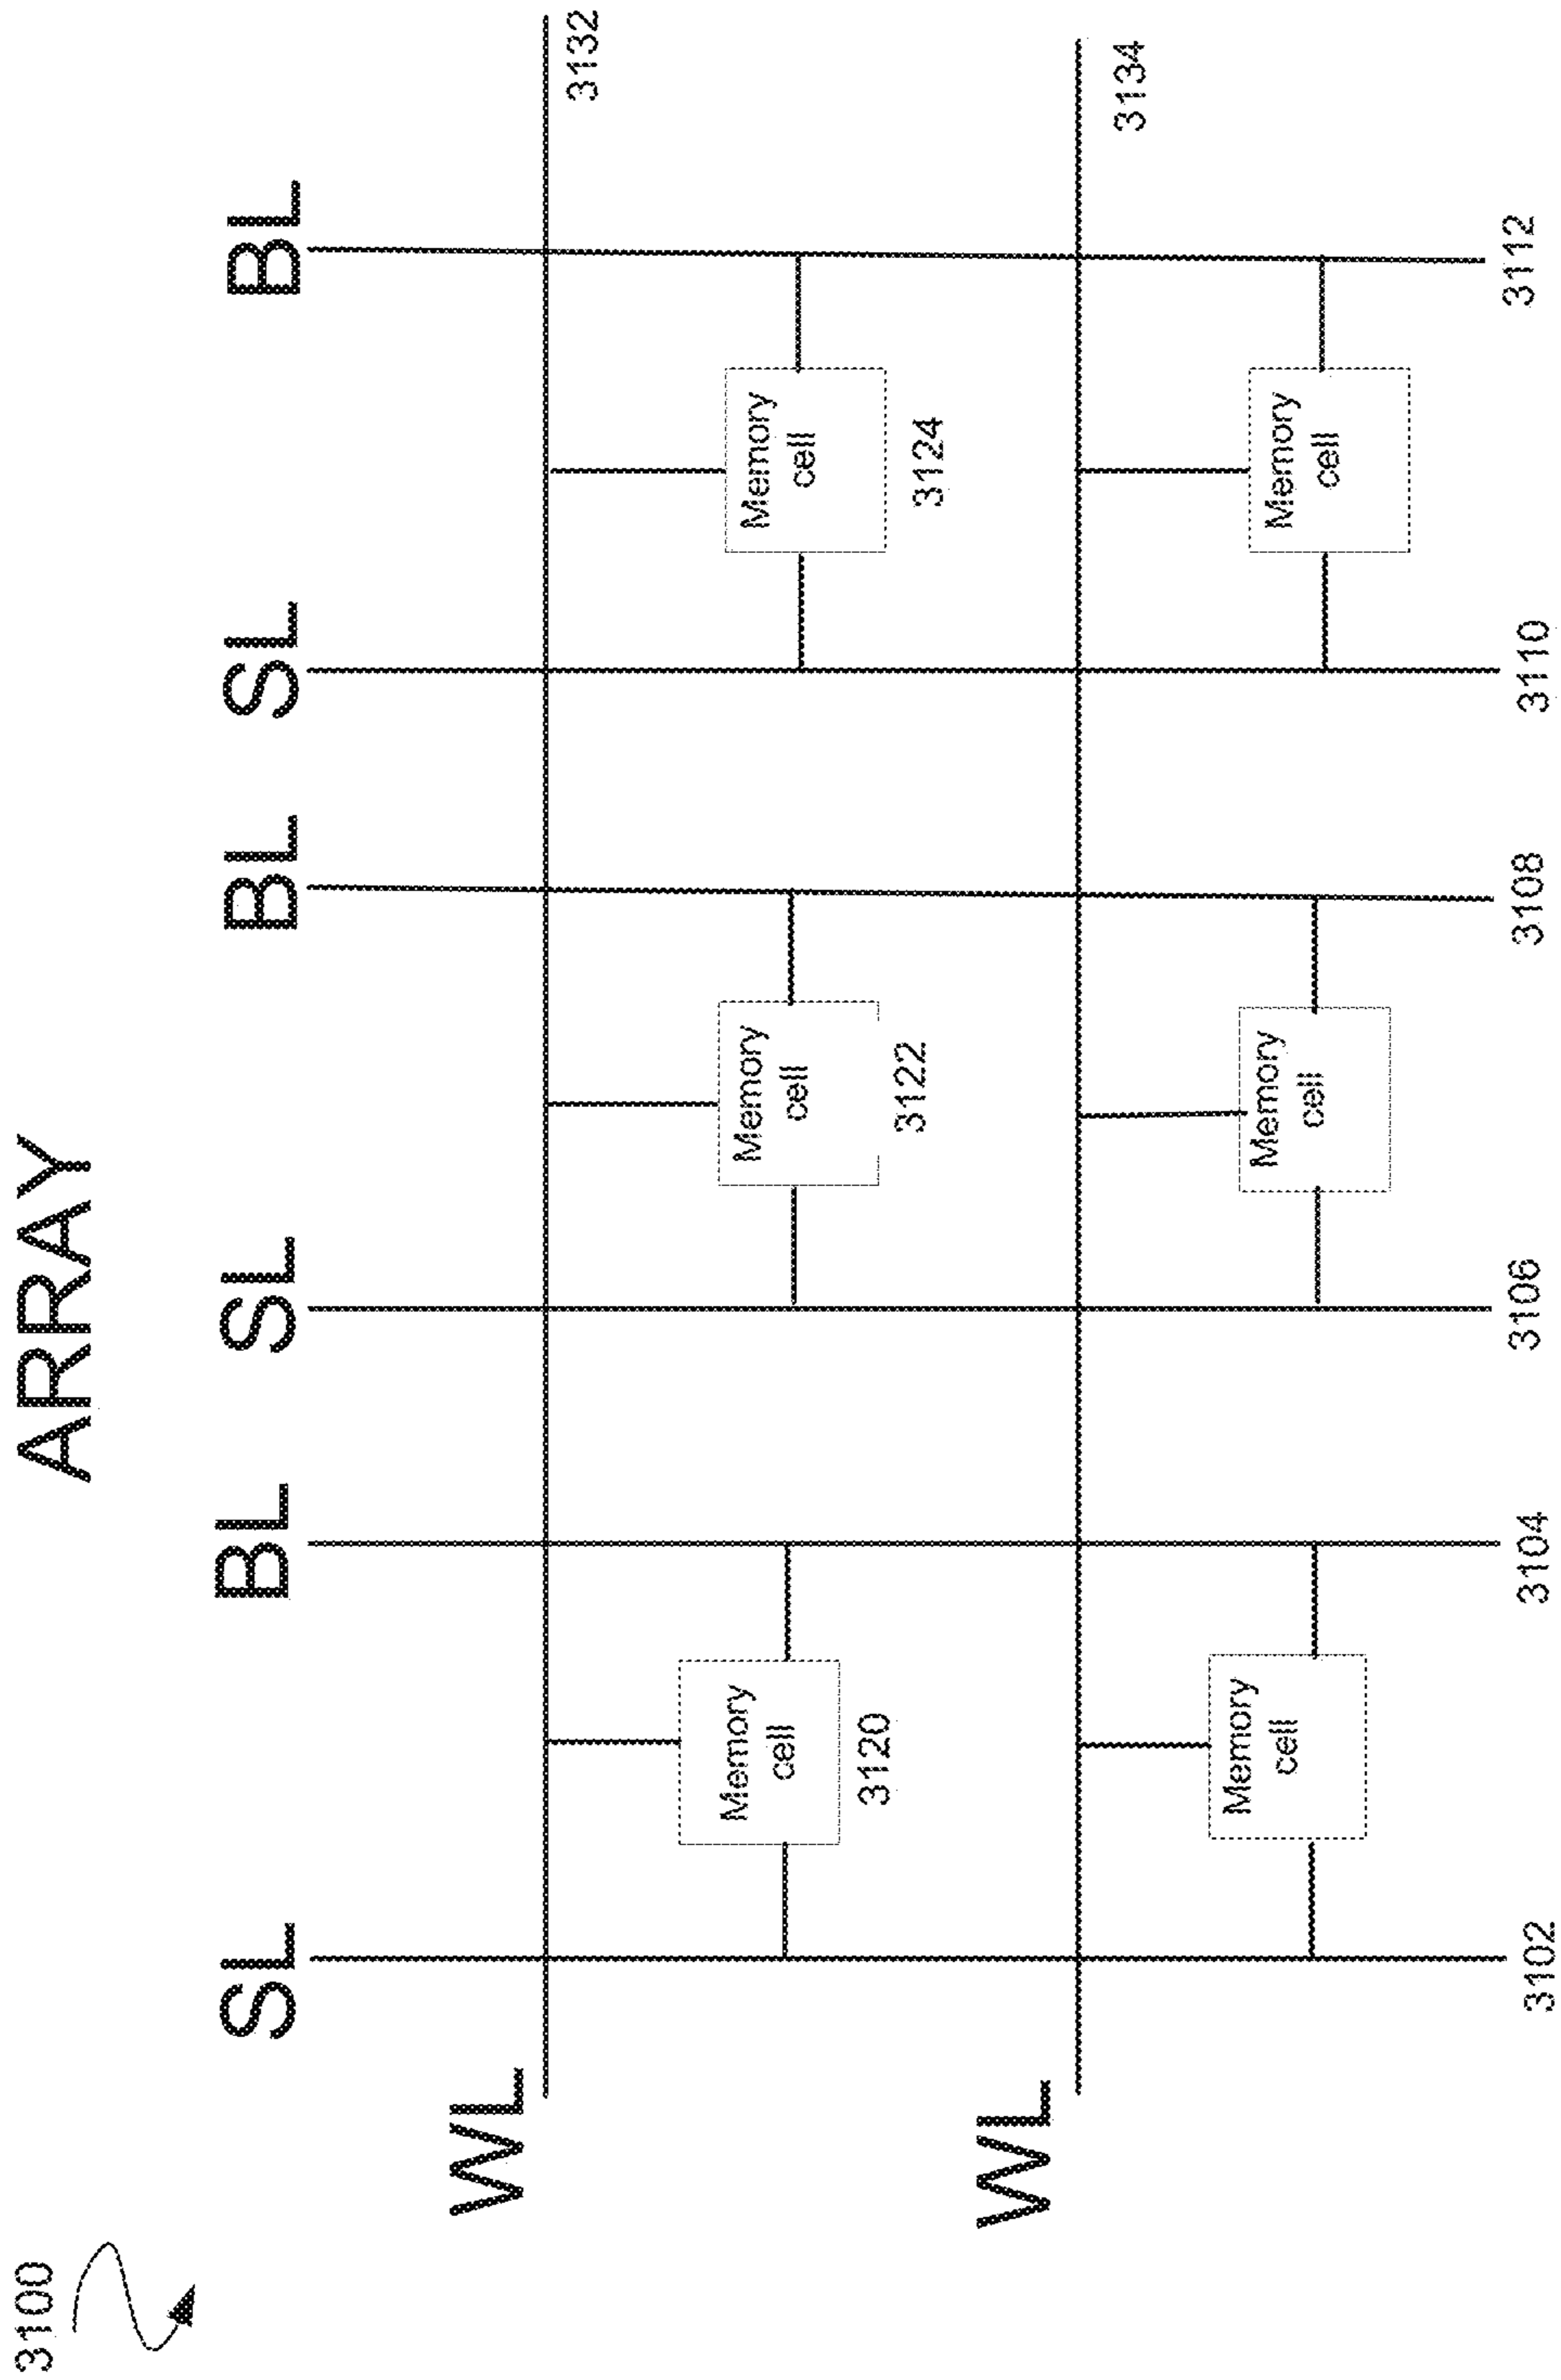 3100
ARRAY
SL BL SL BL SL BL
WL
3132
Memory
cell
3120
Memory
cell
3122
Memory
cell
3124
WL
3134
Memory
cell
Memory
cell
Memory
cell
3102 3104 3106 3108 3110 3112